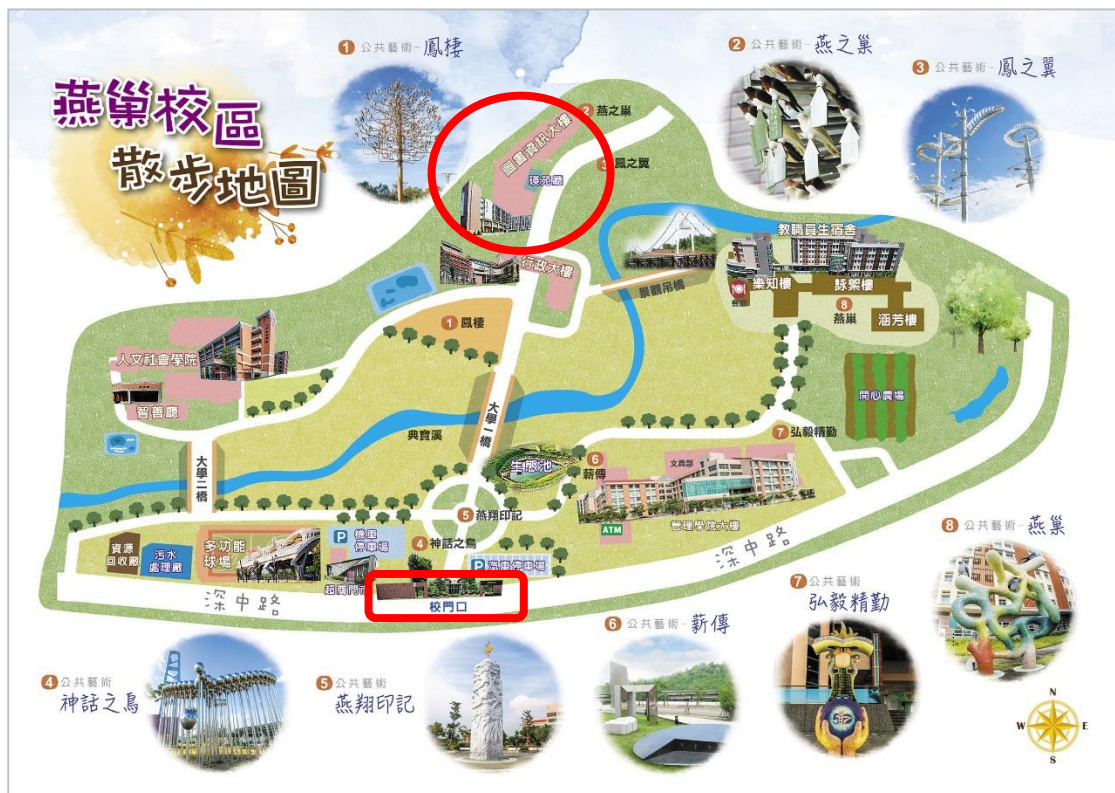 燕巢校區
散步地圖
1 公共藝術-鳳棲
2 公共藝術-燕之巢
3 公共藝術-鳳之翼
2 燕之巢
圖書資訊大樓
3 鳳之翼
瑛苑廳
教職員生宿舍
行政大樓
景觀吊橋
樂知樓
詠絮樓
餐廳
8
燕巢
涵芳樓
1 鳳棲
人文社會學院
智善廳
開心農場
大學一橋
典寶溪
7 弘毅精勤
大學二橋
生態池
6
薪傳
文具部
管理學院大樓
5 燕翔印記
ATM
資源
回收廠
污水
處理廠
多功能
球場
P 機車
停車場
4 神話之鳥
P 汽車停車場
超商門市
校門口
深中路
深中路
4 公共藝術
神話之鳥
5 公共藝術
燕翔印記
6 公共藝術-薪傳
7 公共藝術
弘毅精勤
8 公共藝術-燕巢
N
W E
S